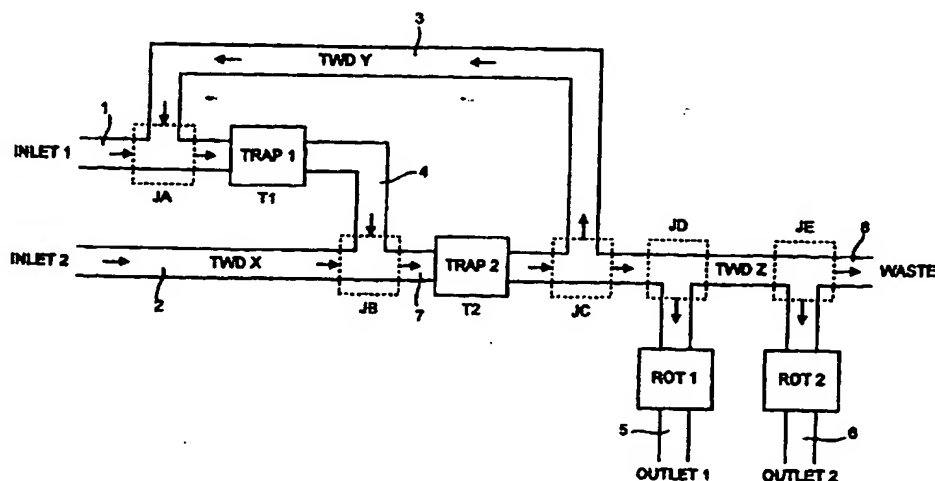 3
TWD Y
1
INLET 1
TRAP 1
JA
T1
4
INLET 2
TWD X
2
JB
7
TRAP 2
T2
JC
JD
TWD Z
JE
8
WASTE
ROT 1
ROT 2
5
6
OUTLET 1
OUTLET 2